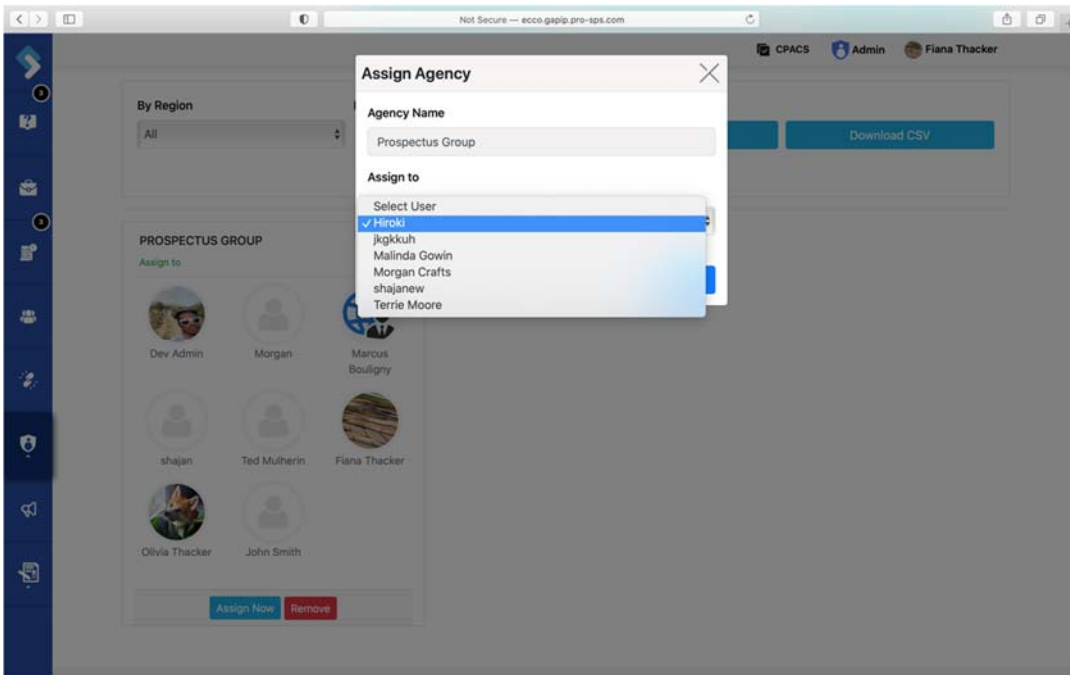 Not Secure — ecco.gapip.pro-sps.com
CPACS
Admin
Fiana Thacker
3
3
By Region
All
Download CSV
Assign Agency
Agency Name
Prospectus Group
Assign to
Select User
✓ Hiroki
jkgkkuh
Malinda Gowin
Morgan Crafts
shajanew
Terrie Moore
PROSPECTUS GROUP
Assign to
Dev Admin
Morgan
Marcus
Bouligny
shajan
Ted Mulherin
Fiana Thacker
Olivia Thacker
John Smith
Assign Now
Remove